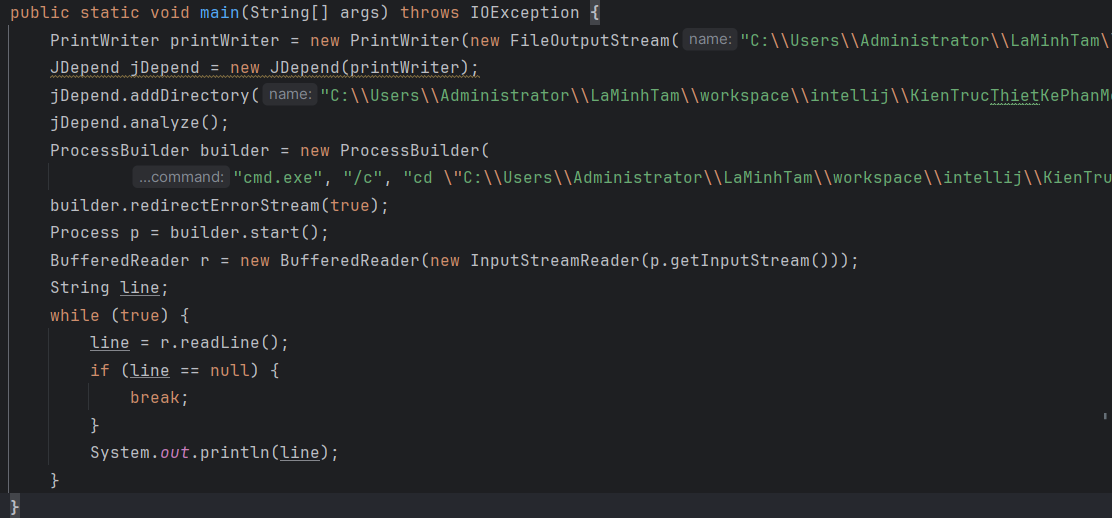 public static void main(String[] args) throws IOException {
PrintWriter printWriter = new PrintWriter(new FileOutputStream( name: "C:\\Users\\Administrator\\LaMinhTam\
JDepend jDepend = new JDepend(printWriter);
jDepend.addDirectory( name: "C:\\Users\\Administrator\\LaMinhTam\\workspace\\intellij\\KienTrucThietKePhanM
jDepend.analyze();
ProcessBuilder builder = new ProcessBuilder(
...command: "cmd.exe", "/c", "cd \"C:\\Users\\Administrator\\LaMinhTam\\workspace\\intellij\\KienTru
builder.redirectErrorStream(true);
Process p = builder.start();
BufferedReader r = new BufferedReader(new InputStreamReader(p.getInputStream()));
String line;
while (true) {
line = r.readLine();
if (line == null) {
break;
}
System.out.println(line);
}
}